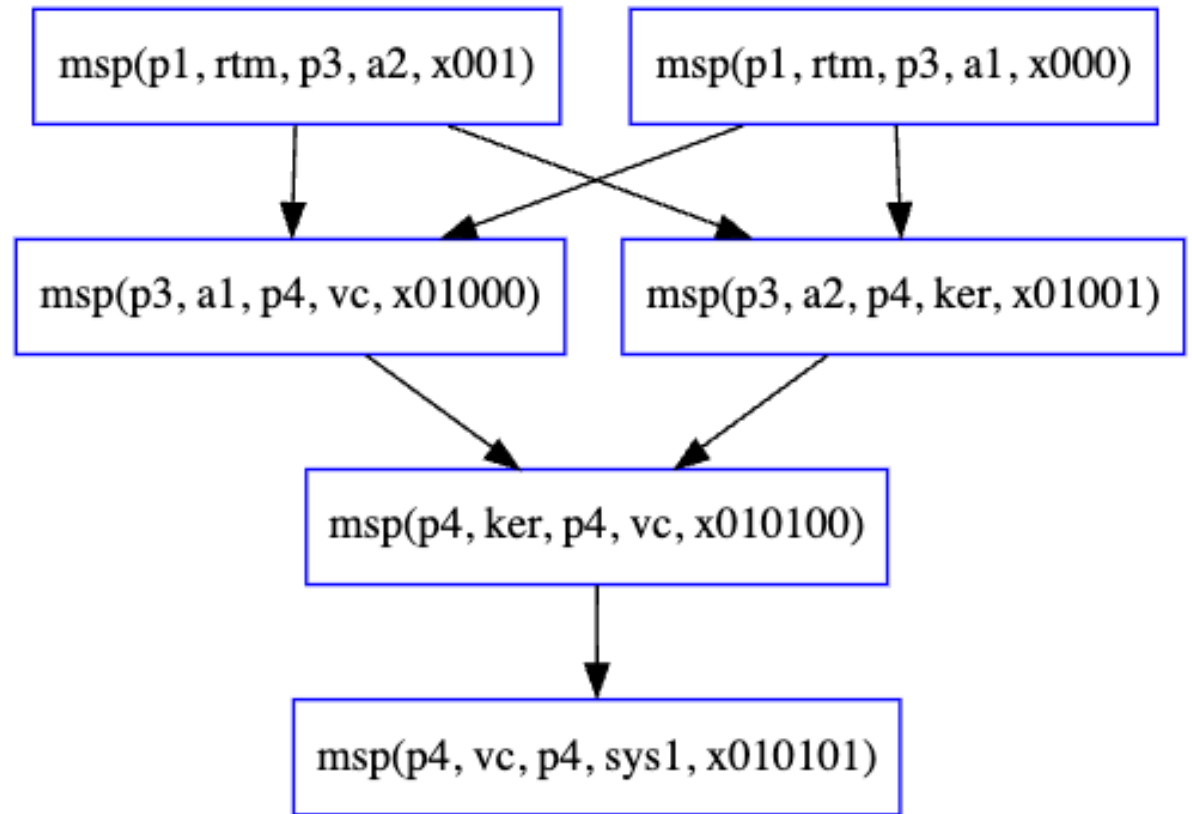 msp(p1, rtm, p3, a2, x001)
msp(p1, rtm, p3, a1, x000)
msp(p3, a1, p4, vc, x01000)
msp(p3, a2, p4, ker, x01001)
msp(p4, ker, p4, vc, x010100)
msp(p4, vc, p4, sys1, x010101)